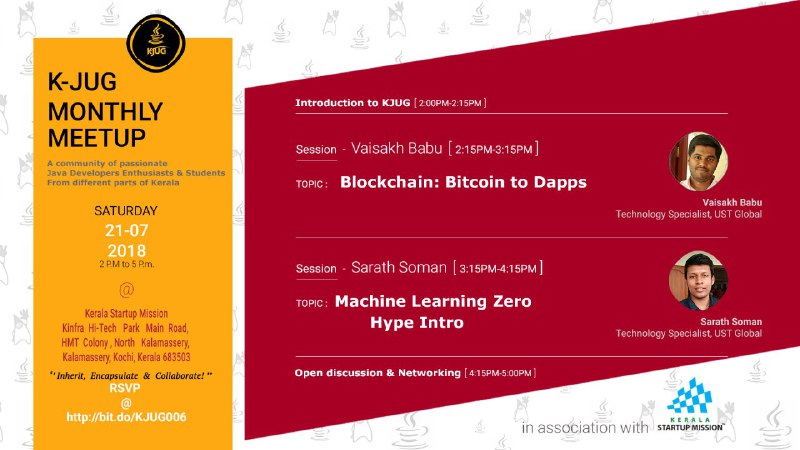 KJUG
K-JUG
MONTHLY
MEETUP
A community of passionate
Java Developers Enthusiasts & Students
From different parts of Kerala
SATURDAY
21-07
2018
2 P.M to 5 P.m.
@
Kerala Startup Mission
Kinfra Hi-Tech Park Main Road,
HMT Colony , North Kalamassery,
Kalamassery, Kochi, Kerala 683503
"Inherit, Encapsulate & Collaborate! "
RSVP
@
http://bit.do/KJUG006
Introduction to KJUG [ 2:00PM-2:15PM ]
Session - Vaisakh Babu [ 2:15PM-3:15PM ]
TOPIC : Blockchain: Bitcoin to Dapps
Vaisakh Babu
Technology Specialist, UST Global
Session - Sarath Soman [ 3:15PM-4:15PM ]
TOPIC : Machine Learning Zero
Hype Intro
Sarath Soman
Technology Specialist, UST Global
Open discussion & Networking [ 4:15PM-5:00PM ]
in association with
KERALA
STARTUP MISSION™